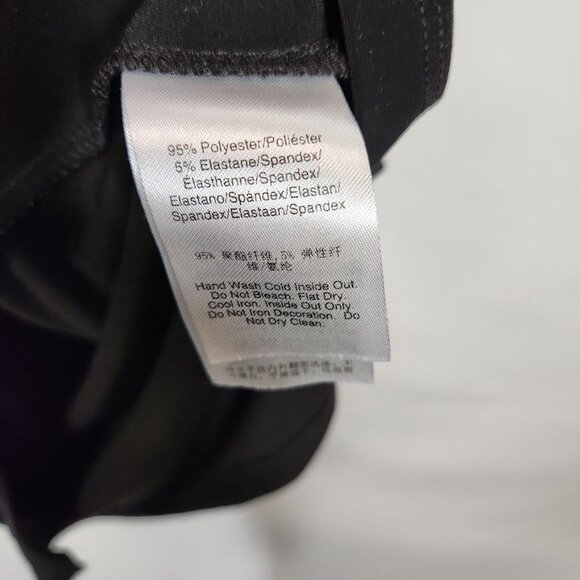 95% Polyester/Poliéster
5% Elastane/Spandex/
Élasthanne/Spandex/
Elastano/Spándex/Elastan/
Spandex/Elastaan/Spandex
95% 聚酯纤维,5% 弹性纤
维/氨纶
Hand Wash Cold Inside Out.
Do Not Bleach. Flat Dry.
Cool Iron. Inside Out Only.
Do Not Iron Decoration. Do
Not Dry Clean.